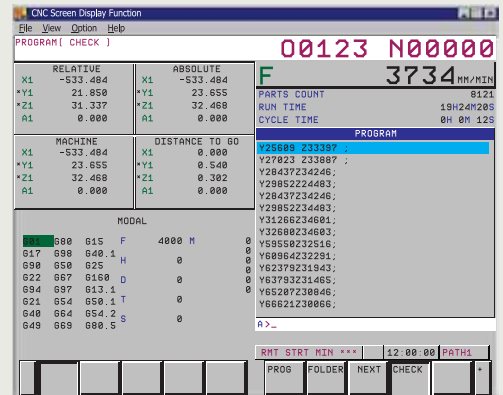 CNC Screen Display Function
File View Option Help
PROGRAM( CHECK )
O0123 N00000
RELATIVE ABSOLUTE
X1 -533.484 X1 -533.484
*Y1 21.850 *Y1 23.655
*Z1 31.337 *Z1 32.468
A1 0.000 A1 0.000
MACHINE DISTANCE TO GO
X1 -533.484 X1 0.000
*Y1 23.655 *Y1 0.540
*Z1 32.468 *Z1 0.302
A1 0.000 A1 0.000
MODAL
G01 G80 G15 F 4000 M 0
G17 G98 G40.1 0
G90 G50 G25 H 0 0
G22 G67 G160 D 0 0
G94 G97 G13.1 0
G21 G54 G50.1 T 0
G40 G64 G54.2 S 0
G49 G69 G80.5
F 3734 MM/MIN
PARTS COUNT 8121
RUN TIME 19H24M20S
CYCLE TIME 0H 0M 12S
PROGRAM
Y25609 Z33397 ;
Y27023 Z33887 ;
Y28437Z34246;
Y29852Z24483;
Y28437Z34246;
Y29852Z34483;
Y31266Z34601;
Y32680Z34603;
Y59550Z32516;
Y60964Z32291;
Y62379Z31943;
Y63793Z31465;
Y65207Z30846;
Y66621Z30066;
A>_
RMT STRT MIN *** 12:00:00 PATH1
PROG FOLDER NEXT CHECK +